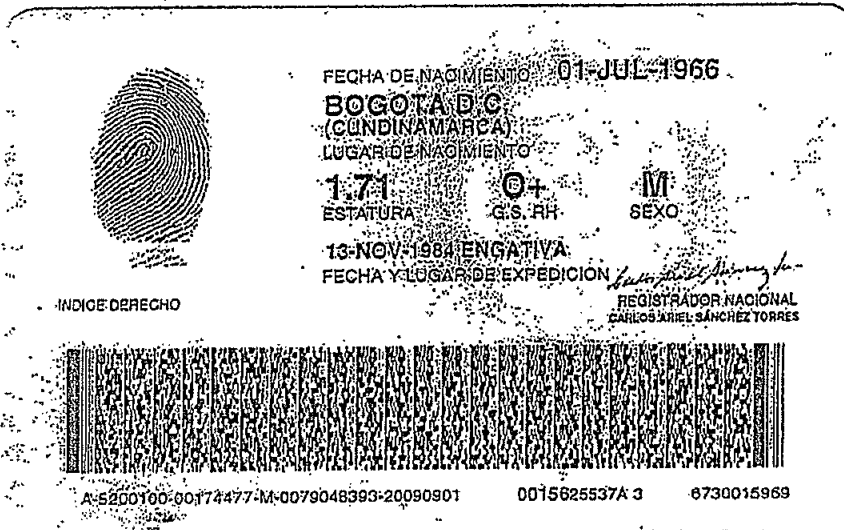 FECHA DE NACIMIENTO 01-JUL-1966
BOGOTA D.C.
(CUNDINAMARCA)
LUGAR DE NACIMIENTO
1.71 O+ M
ESTATURA G.S. RH SEXO
13-NOV-1984 ENGATIVA
FECHA Y LUGAR DE EXPEDICION
INDICE DERECHO
REGISTRADOR NACIONAL
CARLOS ARIEL SÁNCHEZ TORRES
A-5200100-00174477-M-0079048393-20090901 0015625537A 3 6730015969